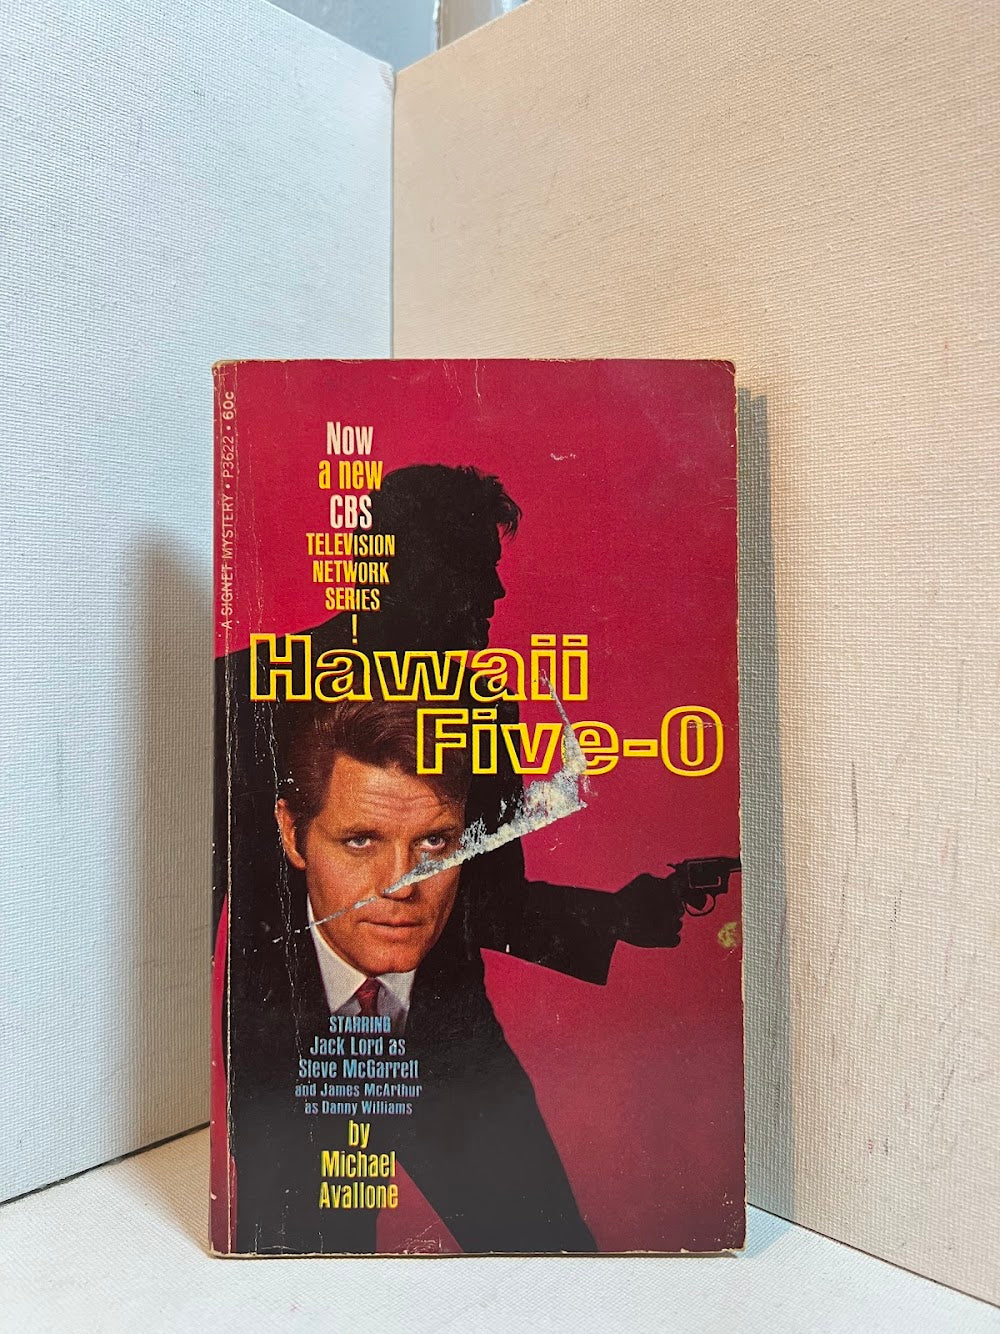 A SIGNET MYSTERY • P3622 • 60c
Now
a new
CBS
TELEVISION
NETWORK
SERIES
!
Hawaii
Five-O
STARRING
Jack Lord as
Steve McGarrett
and James McArthur
as Danny Williams
by
Michael
Avallone